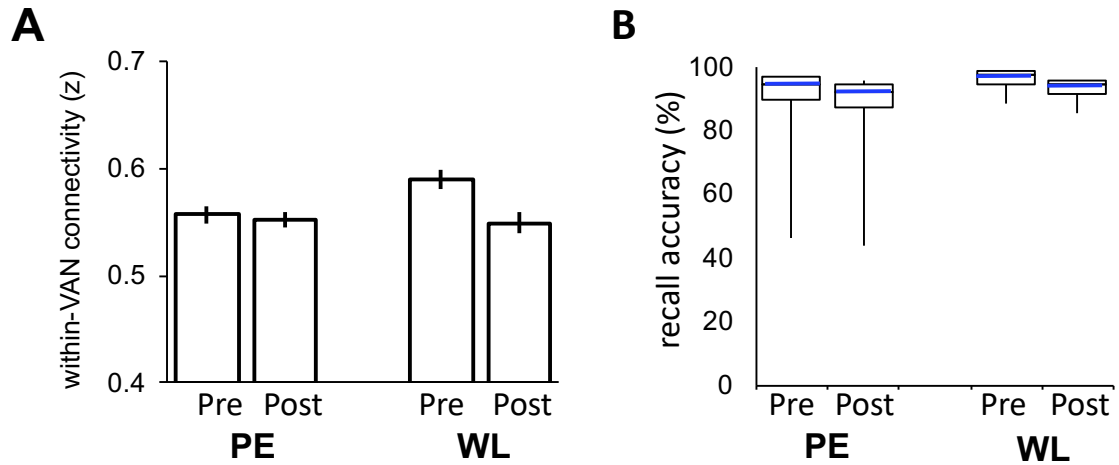 A
within-VAN connectivity (z)
0.7
0.6
0.5
0.4
Pre Post Pre Post
PE WL
B
recall accuracy (%)
100
80
60
40
20
0
Pre Post Pre Post
PE WL